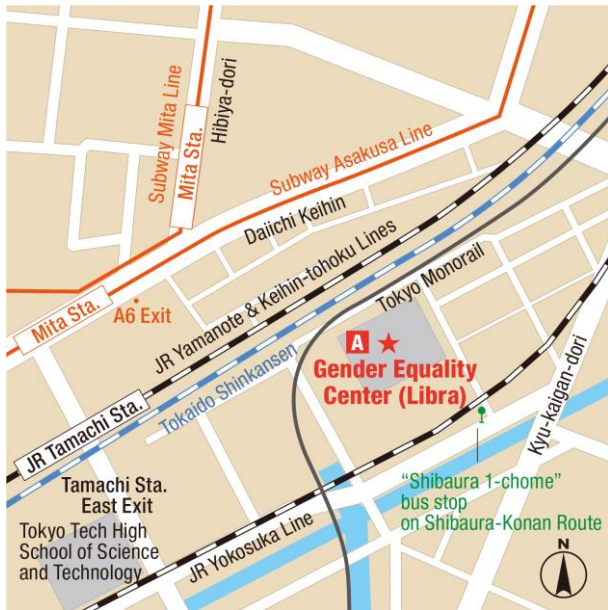 Subway Mita Line
Mita Sta.
Hibiya-dori
Subway Asakusa Line
Daiichi Keihin
Mita Sta.
A6 Exit
JR Yamanote & Keihin-tohoku Lines
Tokyo Monorail
Tokaido Shinkansen
JR Tamachi Sta.
A
Gender Equality
Center (Libra)
Kyu-kaigan-dori
Tamachi Sta.
East Exit
Tokyo Tech High
School of Science
and Technology
JR Yokosuka Line
“Shibaura 1-chome”
bus stop
on Shibaura-Konan Route
N